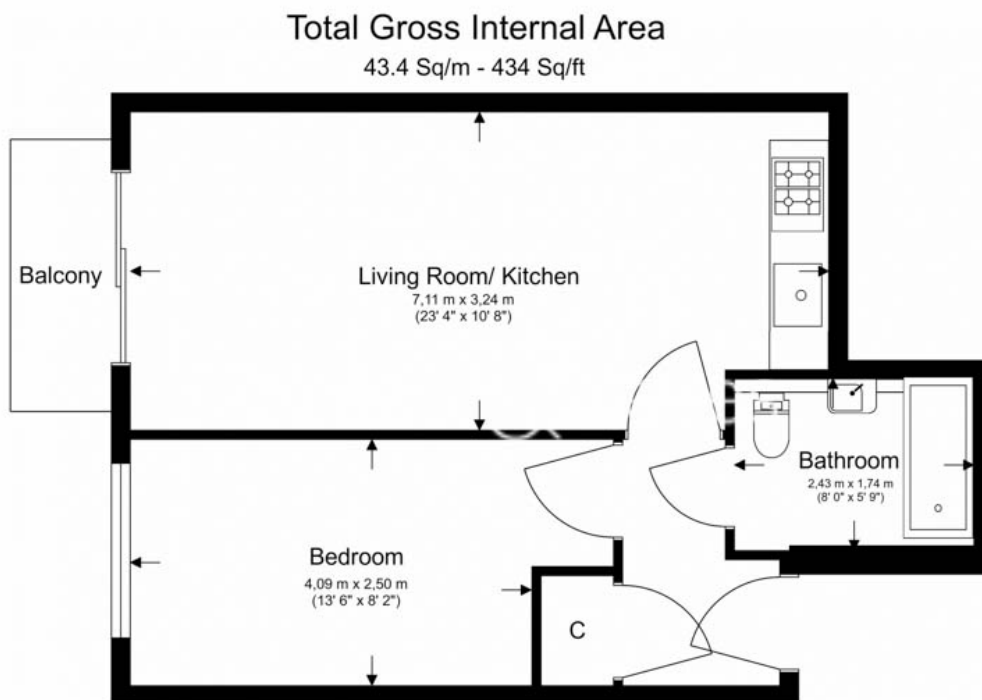 Total Gross Internal Area
43.4 Sq/m - 434 Sq/ft
Balcony
Living Room/ Kitchen
7,11 m x 3,24 m
(23' 4" x 10' 8")
Bathroom
2,43 m x 1,74 m
(8' 0" x 5' 9")
Bedroom
4,09 m x 2,50 m
(13' 6" x 8' 2")
C